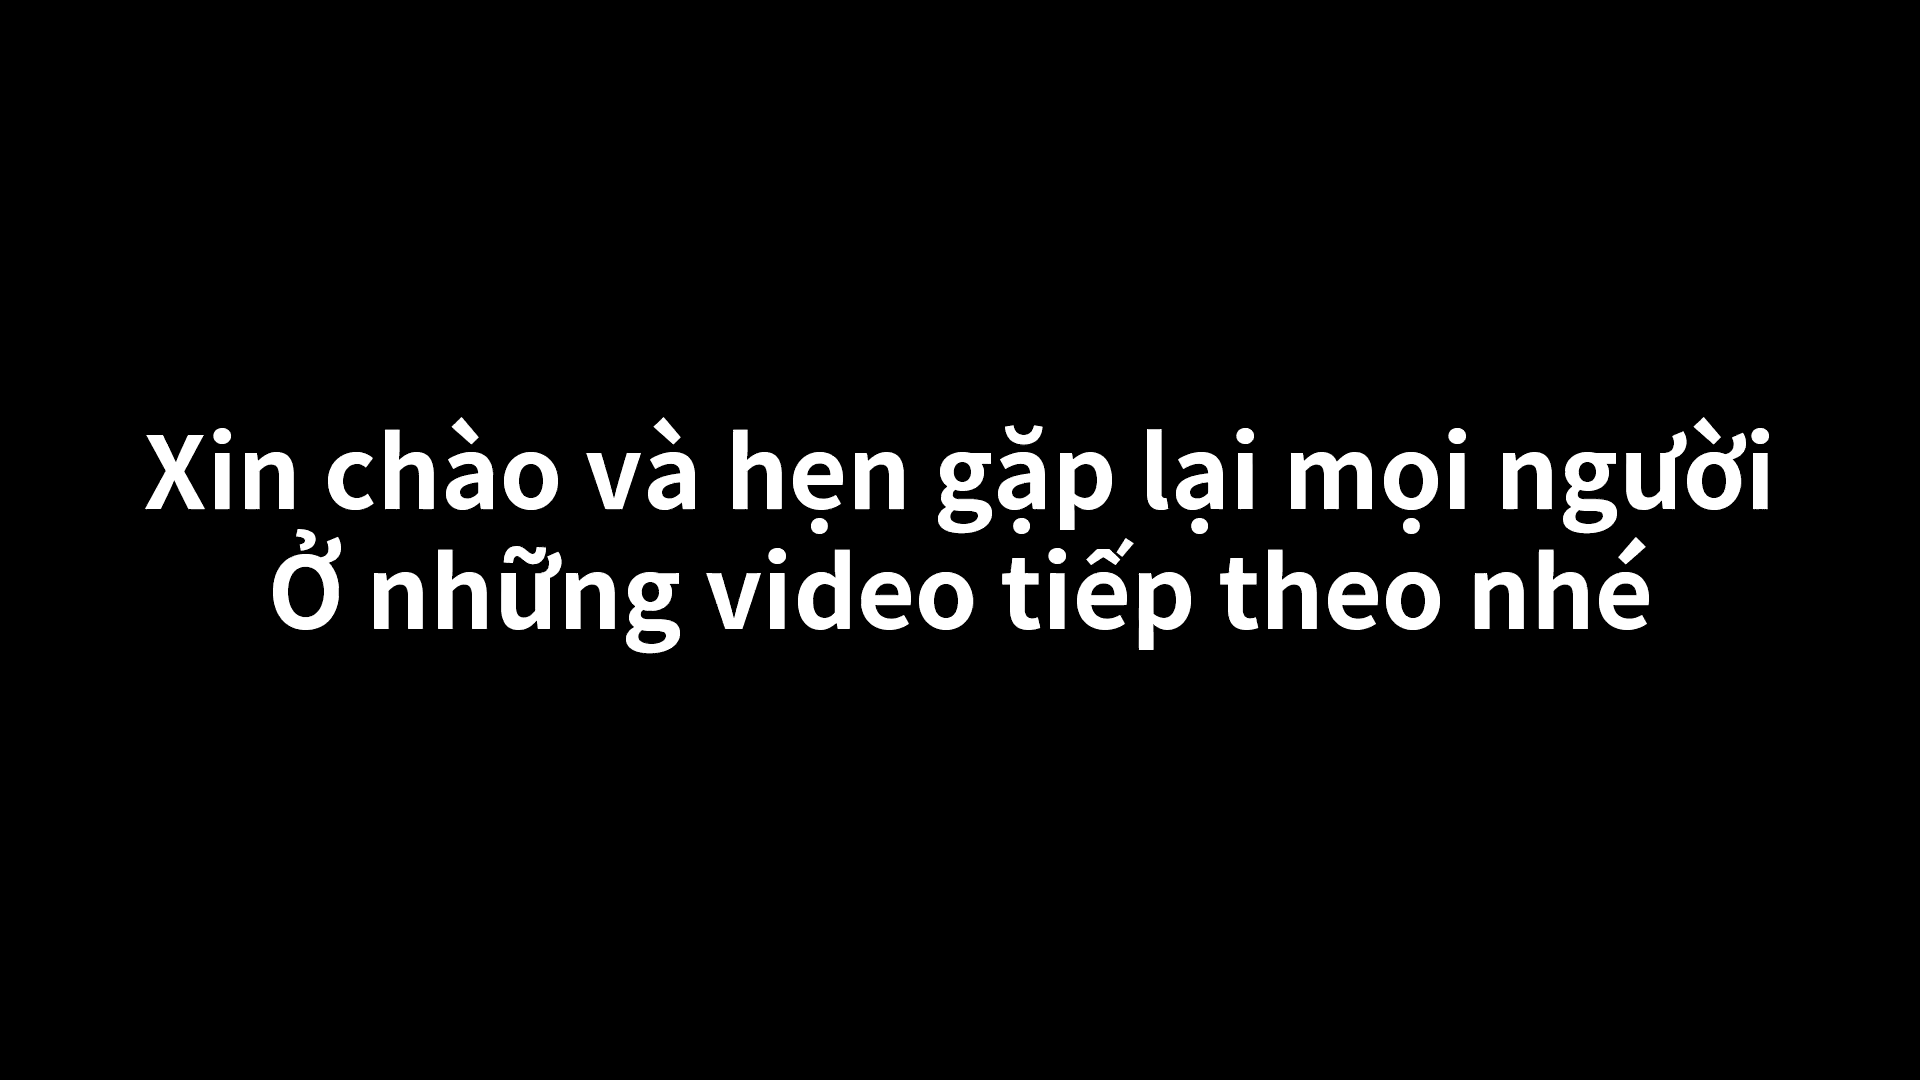 Xin chào và hẹn gặp lại mọi người
Ở những video tiếp theo nhé